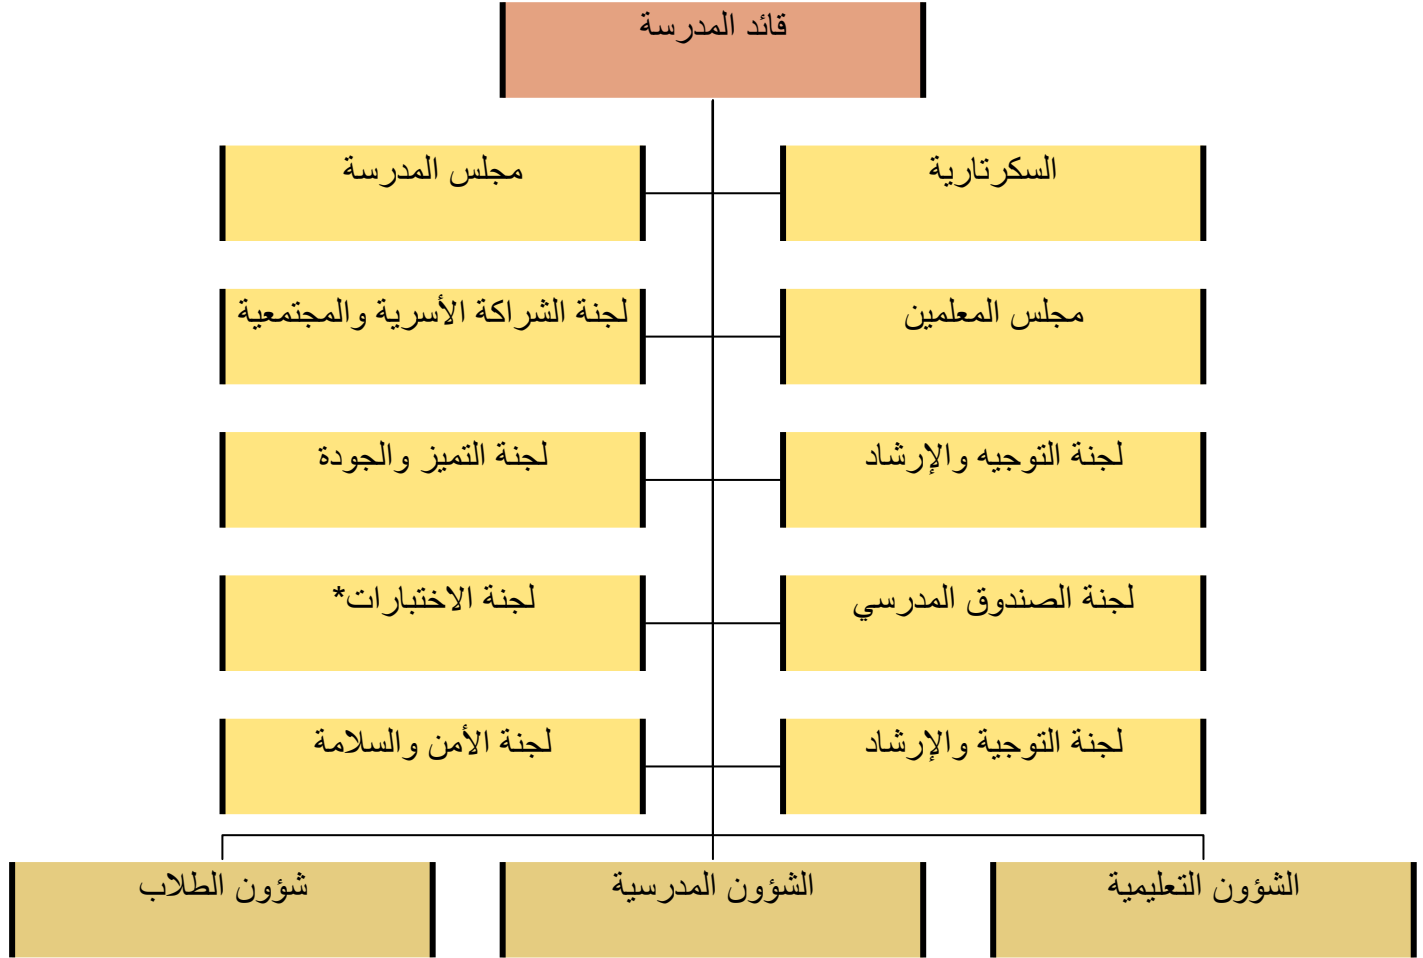 قائد المدرسة
السكرتارية
مجلس المدرسة
مجلس المعلمين
لجنة الشراكة الأسرية والمجتمعية
لجنة التوجيه والإرشاد
لجنة التميز والجودة
لجنة الصندوق المدرسي
لجنة الاختبارات*
لجنة التوجية والإرشاد
لجنة الأمن والسلامة
الشؤون التعليمية
الشؤون المدرسية
شؤون الطلاب